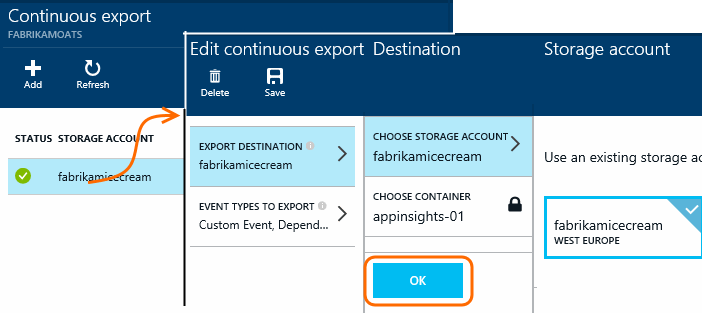 Continuous export
FABRIKAMOATS
Add
Refresh
STATUS STORAGE ACCOUNT
fabrikamicecream
Edit continuous export
Delete
Save
EXPORT DESTINATION
fabrikamicecream
EVENT TYPES TO EXPORT
Custom Event, Depend...
Destination
CHOOSE STORAGE ACCOUNT
fabrikamicecream
CHOOSE CONTAINER
appinsights-01
OK
Storage account
Use an existing storage ac
fabrikamicecream
WEST EUROPE